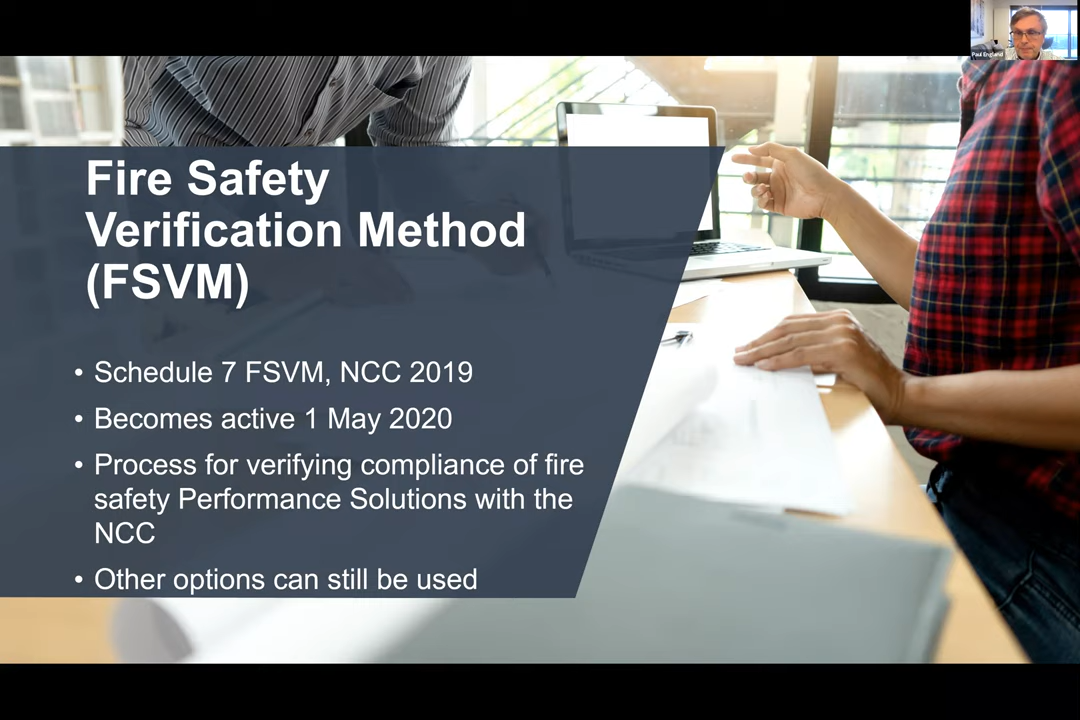 Paul England
Fire Safety
Verification Method
(FSVM)
• Schedule 7 FSVM, NCC 2019
• Becomes active 1 May 2020
• Process for verifying compliance of fire
safety Performance Solutions with the
NCC
• Other options can still be used